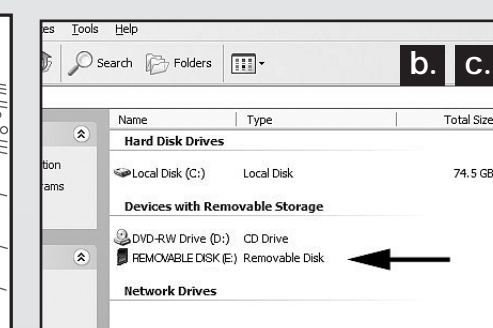 es Tools Help
Search Folders
b. c.
Name Type Total Size
Hard Disk Drives
Local Disk (C:) Local Disk 74.5 GB
tion
rams
Devices with Removable Storage
DVD-RW Drive (D:) CD Drive
REMOVABLE DISK (E:) Removable Disk
Network Drives